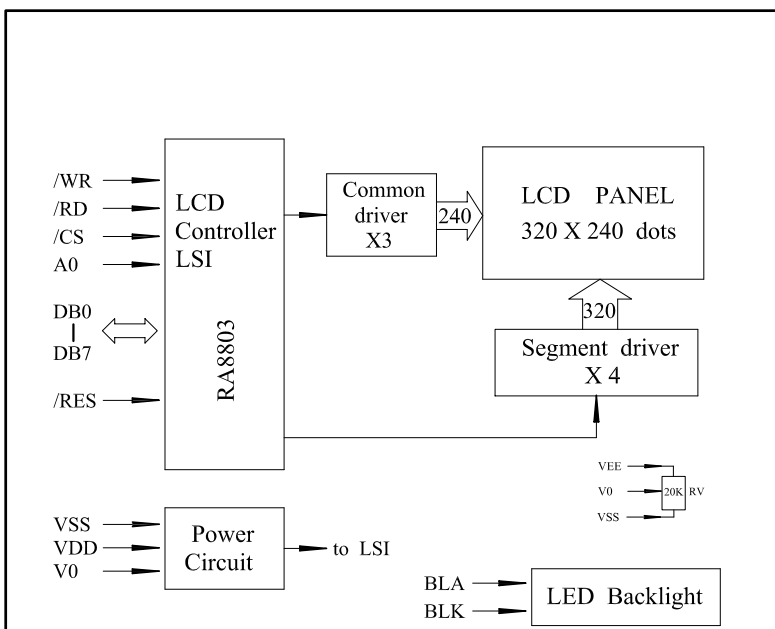 /WR
/RD
/CS
A0
DB0
DB7
/RES
LCD
Controller
LSI
RA8803
Common
driver
X3
240
LCD PANEL
320 X 240 dots
320
Segment driver
X 4
VEE
V0
VSS
20K
RV
VSS
VDD
V0
Power
Circuit
to LSI
BLA
BLK
LED Backlight